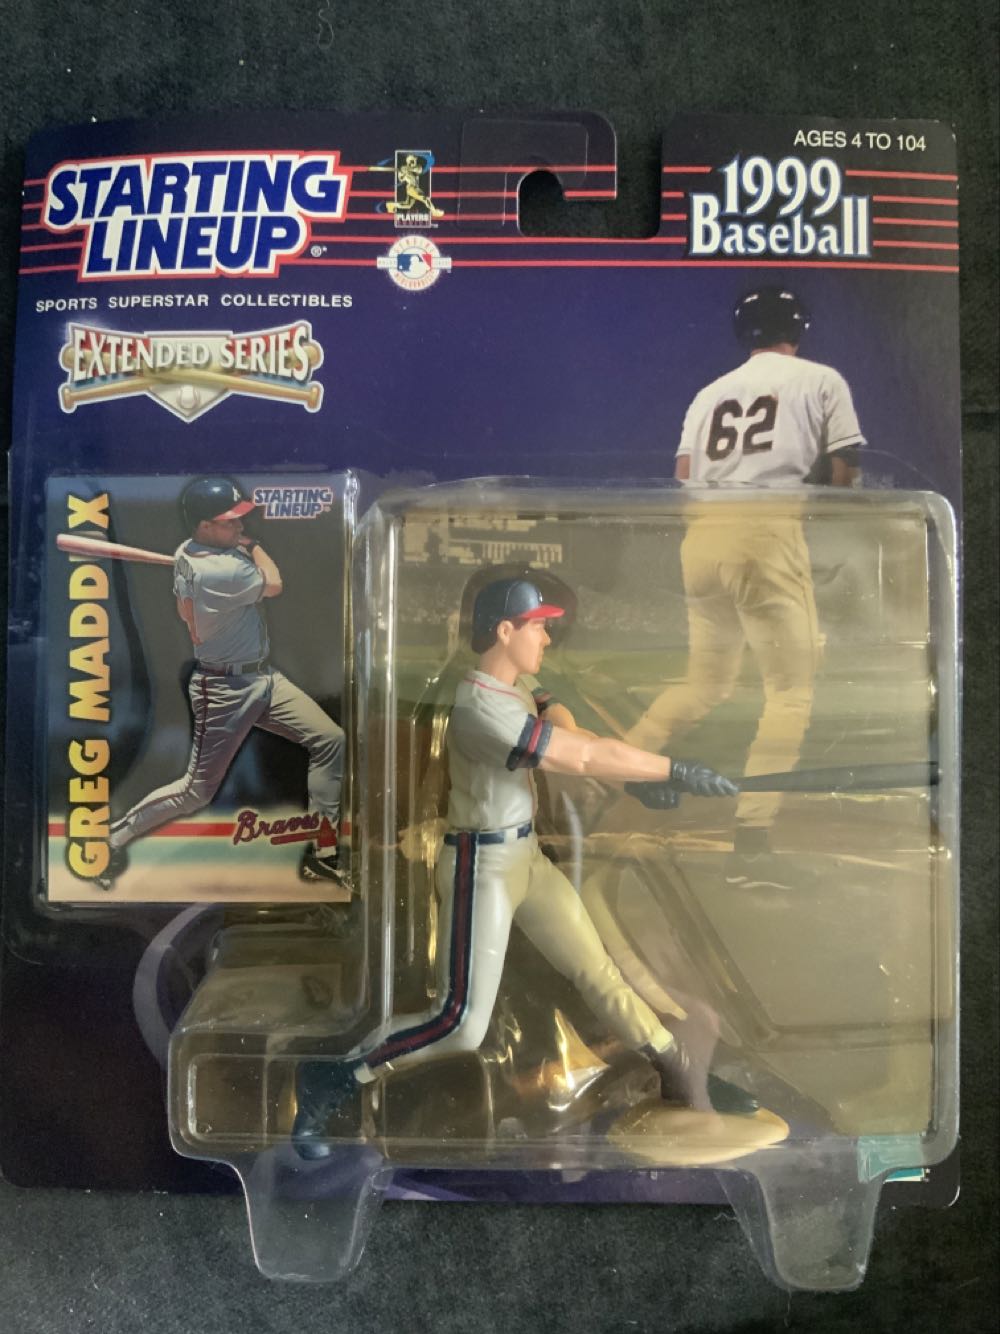 AGES 4 TO 104
STARTING
LINEUP®
1999
Baseball
PLAYERS
SPORTS SUPERSTAR COLLECTIBLES
EXTENDED SERIES
62
STARTING
LINEUP
GREG MADDUX
Braves